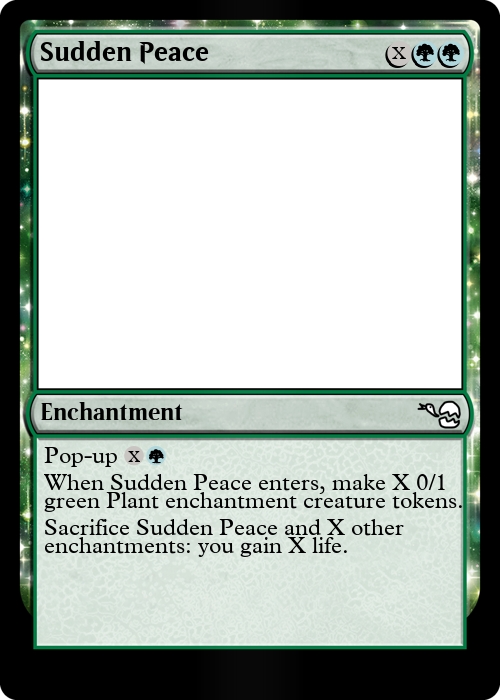 Sudden Peace X
Enchantment
Pop-up X
When Sudden Peace enters, make X 0/1
green Plant enchantment creature tokens.
Sacrifice Sudden Peace and X other
enchantments: you gain X life.